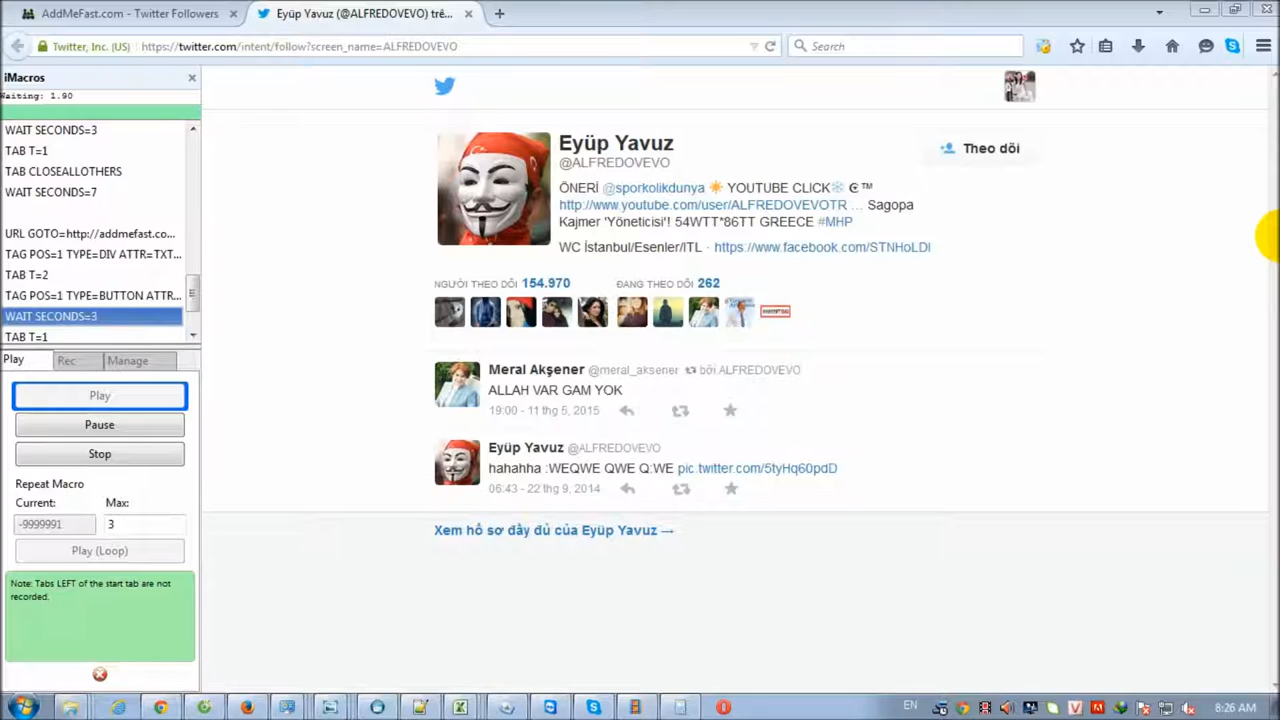 AddMeFast.com - Twitter Followers
Eyüp Yavuz (@ALFREDOVEVO) trê...
Twitter, Inc. (US)
https://twitter.com/intent/follow?screen_name=ALFREDOVEVO
Search
iMacros
Waiting: 1.90
WAIT SECONDS=3
TAB T=1
TAB CLOSEALLOTHERS
WAIT SECONDS=7
URL GOTO=http://addmefast.co...
TAG POS=1 TYPE=DIV ATTR=TXT...
TAB T=2
TAG POS=1 TYPE=BUTTON ATTR...
WAIT SECONDS=3
TAB T=1
Play
Rec
Manage
Play
Pause
Stop
Repeat Macro
Current:
Max:
-9999991
3
Play (Loop)
Note: Tabs LEFT of the start tab are not
recorded.
Eyüp Yavuz
@ALFREDOVEVO
Theo dõi
ÖNERİ @sporkolikdunya ☀ YOUTUBE CLICK❄ ☪™
http://www.youtube.com/user/ALFREDOVEVOTR … Sagopa
Kajmer 'Yöneticisi'! 54WTT*86TT GREECE #MHP
WC İstanbul/Esenler/ITL · https://www.facebook.com/STNHoLDI
NGƯỜI THEO DÕI 154.970
ĐANG THEO DÕI 262
Meral Akşener @meral_aksener bởi ALFREDOVEVO
ALLAH VAR GAM YOK
19:00 - 11 thg 5, 2015
Eyüp Yavuz @ALFREDOVEVO
hahahha :WEQWE QWE Q:WE pic.twitter.com/5tyHq60pdD
06:43 - 22 thg 9, 2014
Xem hồ sơ đầy đủ của Eyüp Yavuz →
EN
8:26 AM